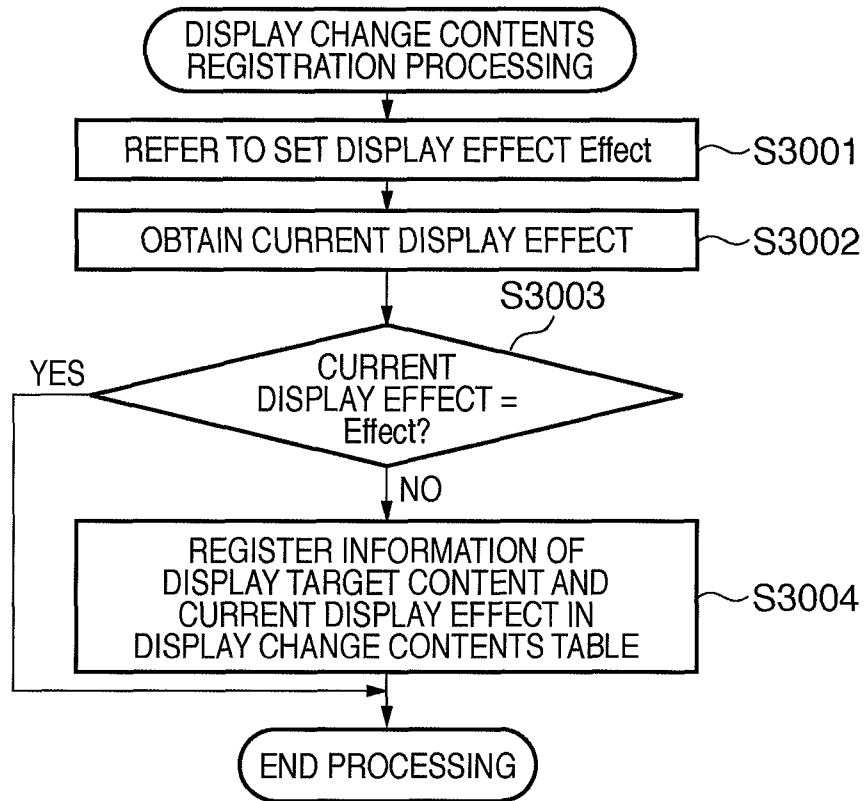 DISPLAY CHANGE CONTENTS
REGISTRATION PROCESSING
REFER TO SET DISPLAY EFFECT Effect
S3001
OBTAIN CURRENT DISPLAY EFFECT
S3002
S3003
CURRENT
DISPLAY EFFECT =
Effect?
YES
NO
REGISTER INFORMATION OF
DISPLAY TARGET CONTENT AND
CURRENT DISPLAY EFFECT IN
DISPLAY CHANGE CONTENTS TABLE
S3004
END PROCESSING